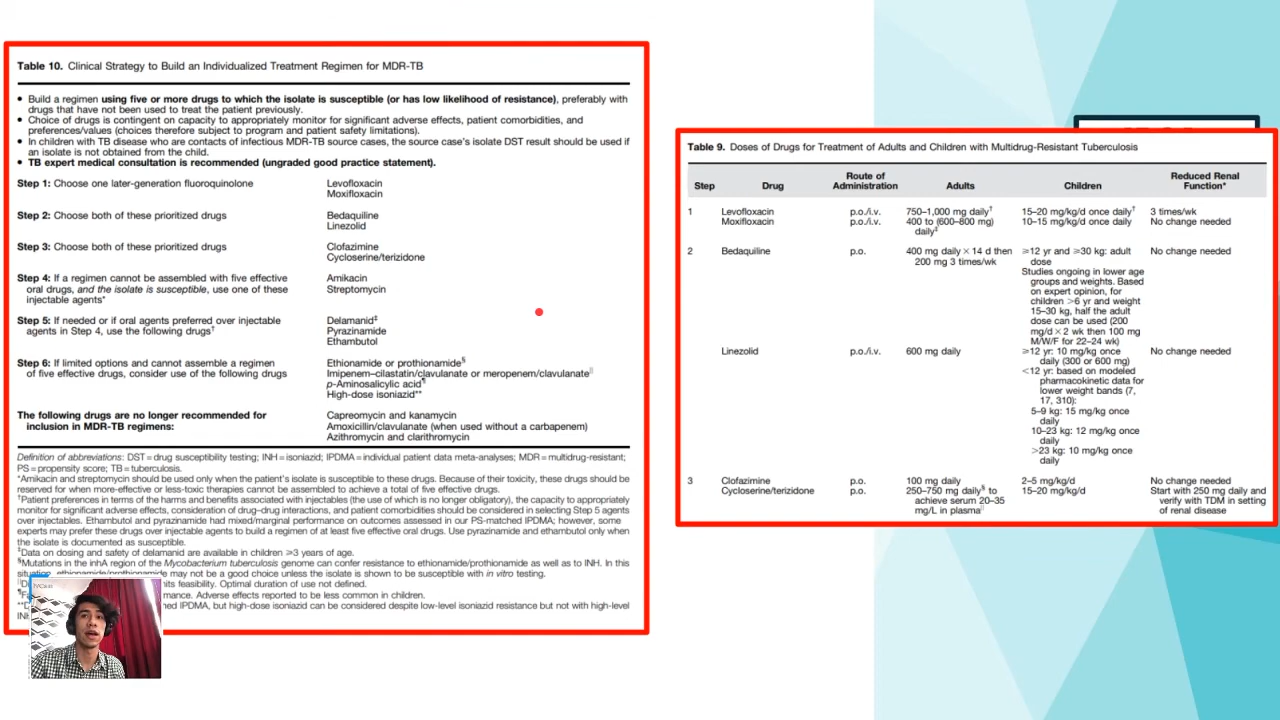 Table 10. Clinical Strategy to Build an Individualized Treatment Regimen for MDR-TB
• Build a regimen using five or more drugs to which the isolate is susceptible (or has low likelihood of resistance), preferably with
drugs that have not been used to treat the patient previously.
• Choice of drugs is contingent on capacity to appropriately monitor for significant adverse effects, patient comorbidities, and
preferences/values (choices therefore subject to program and patient safety limitations).
• In children with TB disease who are contacts of infectious MDR-TB source cases, the source case's isolate DST result should be used if
an isolate is not obtained from the child.
• TB expert medical consultation is recommended (ungraded good practice statement).
Step 1: Choose one later-generation fluoroquinolone
Levofloxacin
Moxifloxacin
Step 2: Choose both of these prioritized drugs
Bedaquiline
Linezolid
Step 3: Choose both of these prioritized drugs
Clofazimine
Cycloserine/terizidone
Step 4: If a regimen cannot be assembled with five effective
oral drugs, and the isolate is susceptible, use one of these
injectable agents*
Amikacin
Streptomycin
Step 5: If needed or if oral agents preferred over injectable
agents in Step 4, use the following drugs†
Delamanid‡
Pyrazinamide
Ethambutol
Step 6: If limited options and cannot assemble a regimen
of five effective drugs, consider use of the following drugs
Ethionamide or prothionamide§
Imipenem–cilastatin/clavulanate or meropenem/clavulanate||
p-Aminosalicylic acid¶
High-dose isoniazid**
The following drugs are no longer recommended for
inclusion in MDR-TB regimens:
Capreomycin and kanamycin
Amoxicillin/clavulanate (when used without a carbapenem)
Azithromycin and clarithromycin
Definition of abbreviations: DST = drug susceptibility testing; INH = isoniazid; IPDMA = individual patient data meta-analyses; MDR = multidrug-resistant;
PS = propensity score; TB = tuberculosis.
*Amikacin and streptomycin should be used only when the patient's isolate is susceptible to these drugs. Because of their toxicity, these drugs should be
reserved for when more-effective or less-toxic therapies cannot be assembled to achieve a total of five effective drugs.
†Patient preferences in terms of the harms and benefits associated with injectables (the use of which is no longer obligatory), the capacity to appropriately
monitor for significant adverse effects, consideration of drug–drug interactions, and patient comorbidities should be considered in selecting Step 5 agents
over injectables. Ethambutol and pyrazinamide had mixed/marginal performance on outcomes assessed in our PS-matched IPDMA; however, some
experts may prefer these drugs over injectable agents to build a regimen of at least five effective oral drugs. Use pyrazinamide and ethambutol only when
the isolate is documented as susceptible.
‡Data on dosing and safety of delamanid are available in children ⩾3 years of age.
§Mutations in the inhA region of the Mycobacterium tuberculosis genome can confer resistance to ethionamide/prothionamide as well as to INH. In this
situation, ethionamide/prothionamide may not be a good choice unless the isolate is shown to be susceptible with in vitro testing.
its feasibility. Optimal duration of use not defined.
mance. Adverse effects reported to be less common in children.
IPDMA, but high-dose isoniazid can be considered despite low-level isoniazid resistance but not with high-level
Table 9. Doses of Drugs for Treatment of Adults and Children with Multidrug-Resistant Tuberculosis
Step Drug Route of Administration Adults Children Reduced Renal Function*
1 Levofloxacin p.o./i.v. 750–1,000 mg daily† 15–20 mg/kg/d once daily† 3 times/wk
Moxifloxacin p.o./i.v. 400 to (600–800 mg) 10–15 mg/kg/d once daily No change needed
daily‡
2 Bedaquiline p.o. 400 mg daily × 14 d then ⩾12 yr and ⩾30 kg: adult No change needed
200 mg 3 times/wk dose
Studies ongoing in lower age
groups and weights. Based
on expert opinion, for
children >6 yr and weight
15–30 kg, half the adult
dose can be used (200
mg/d × 2 wk then 100 mg
M/W/F for 22–24 wk)
Linezolid p.o./i.v. 600 mg daily ⩾12 yr: 10 mg/kg once No change needed
daily (300 or 600 mg)
<12 yr: based on modeled
pharmacokinetic data for
lower weight bands (7,
17, 310):
5–9 kg: 15 mg/kg once
daily
10–23 kg: 12 mg/kg once
daily
>23 kg: 10 mg/kg once
daily
3 Clofazimine p.o. 100 mg daily 2–5 mg/kg/d No change needed
Cycloserine/terizidone p.o. 250–750 mg daily§ to 15–20 mg/kg/d Start with 250 mg daily and
achieve serum 20–35 verify with TDM in setting
mg/L in plasma|| of renal disease